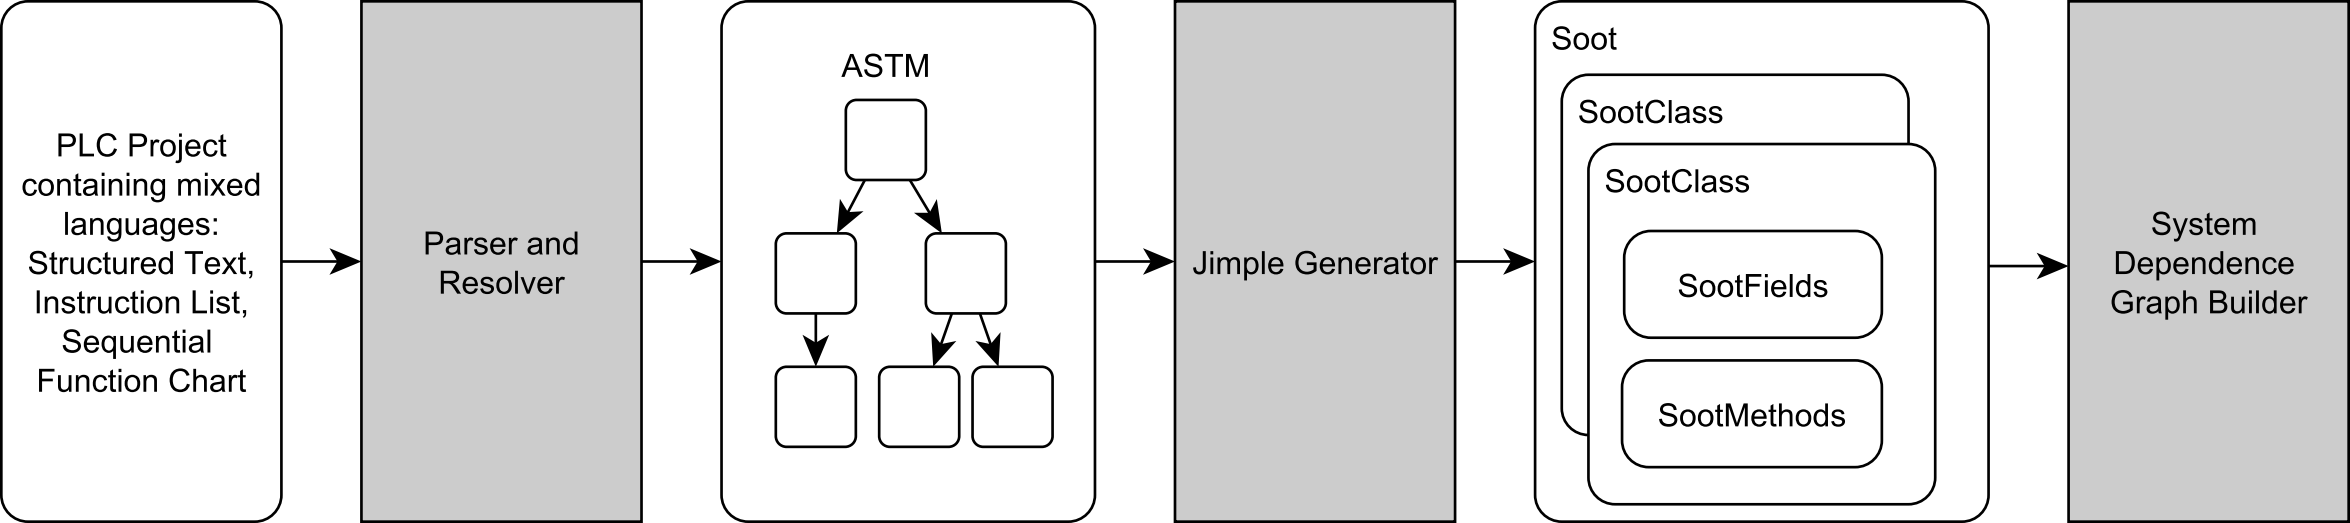 PLC Project
containing mixed
languages:
Structured Text,
Instruction List,
Sequential
Function Chart
Parser and
Resolver
ASTM
Jimple Generator
Soot
SootClass
SootClass
SootFields
SootMethods
System
Dependence
Graph Builder